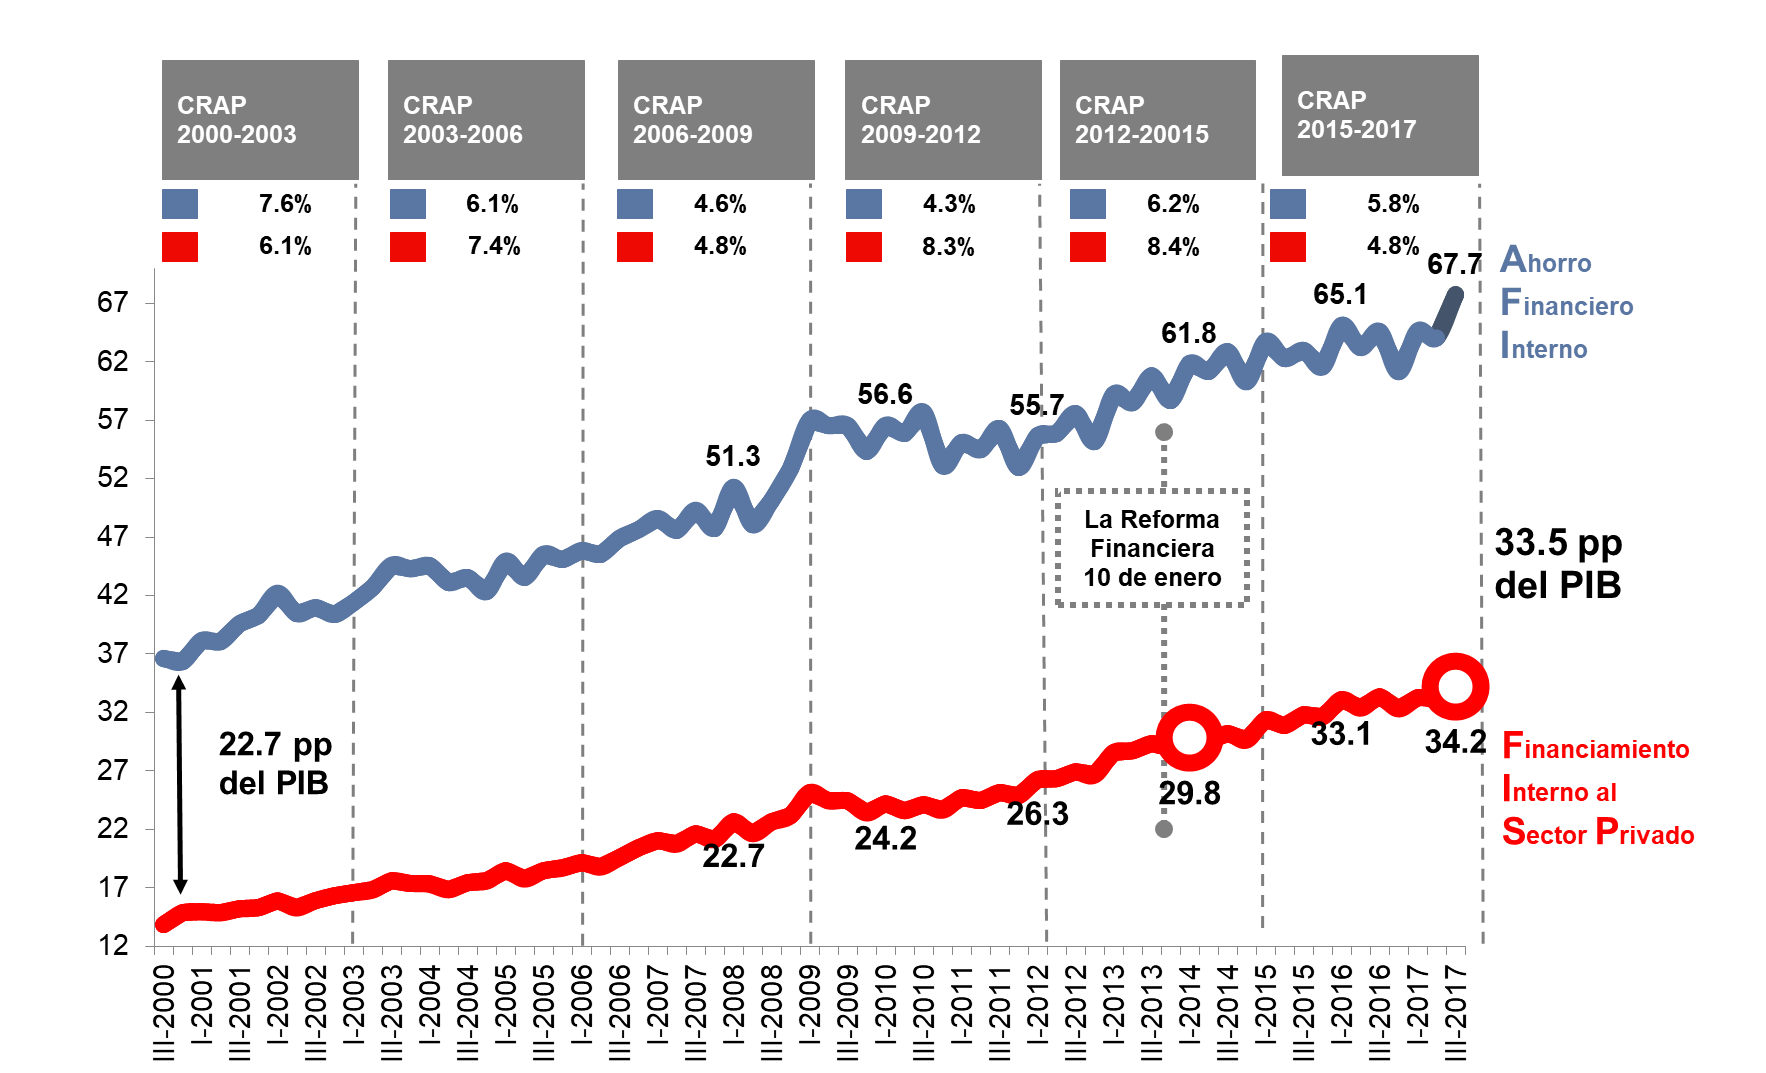 CRAP
2000-2003
CRAP
2003-2006
CRAP
2006-2009
CRAP
2009-2012
CRAP
2012-20015
CRAP
2015-2017
7.6%
6.1%
4.6%
4.3%
6.2%
5.8%
6.1%
7.4%
4.8%
8.3%
8.4%
4.8%
67.7
65.1
61.8
56.6
55.7
51.3
Ahorro
Financiero
Interno
67
62
57
52
47
42
37
32
27
22
17
12
La Reforma
Financiera
10 de enero
33.5 pp
del PIB
22.7 pp
del PIB
22.7
24.2
26.3
29.8
33.1
34.2
Financiamiento
Interno al
Sector Privado
III-2000
I-2001
III-2001
I-2002
III-2002
I-2003
III-2003
I-2004
III-2004
I-2005
III-2005
I-2006
III-2006
I-2007
III-2007
I-2008
III-2008
I-2009
III-2009
I-2010
III-2010
I-2011
III-2011
I-2012
III-2012
I-2013
III-2013
I-2014
III-2014
I-2015
III-2015
I-2016
III-2016
I-2017
III-2017